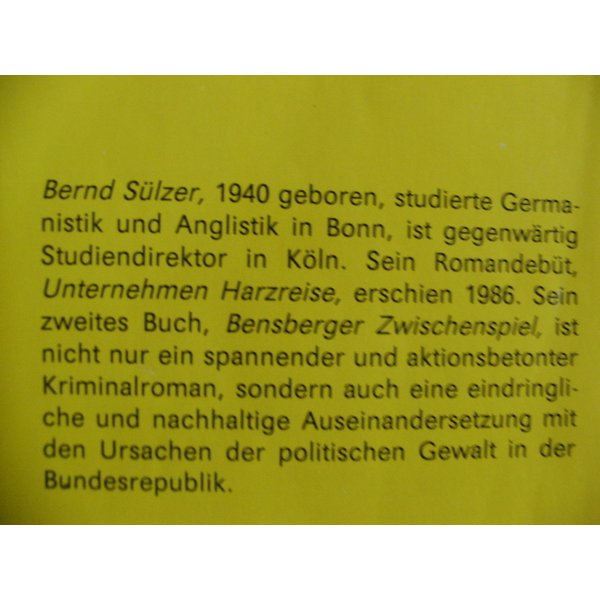 Bernd Sülzer, 1940 geboren, studierte Germa-
nistik und Anglistik in Bonn, ist gegenwärtig
Studiendirektor in Köln. Sein Romandebüt,
Unternehmen Harzreise, erschien 1986. Sein
zweites Buch, Bensberger Zwischenspiel, ist
nicht nur ein spannender und aktionsbetonter
Kriminalroman, sondern auch eine eindringli-
che und nachhaltige Auseinandersetzung mit
den Ursachen der politischen Gewalt in der
Bundesrepublik.